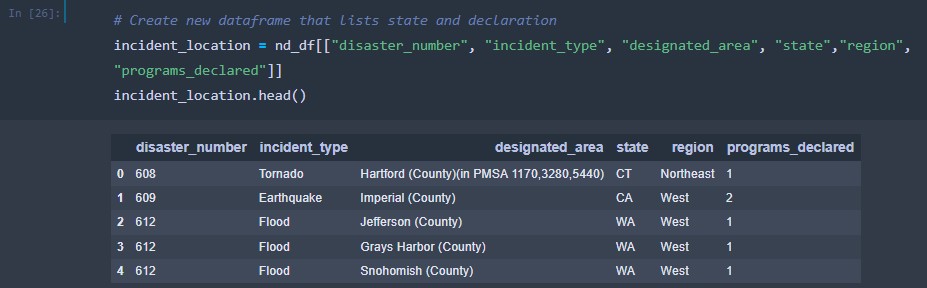 In [26]:
# Create new dataframe that lists state and declaration
incident_location = nd_df[["disaster_number", "incident_type", "designated_area", "state","region",
"programs_declared"]]
incident_location.head()
disaster_number incident_type designated_area state region programs_declared
0 608 Tornado Hartford (County)(in PMSA 1170,3280,5440) CT Northeast 1
1 609 Earthquake Imperial (County) CA West 2
2 612 Flood Jefferson (County) WA West 1
3 612 Flood Grays Harbor (County) WA West 1
4 612 Flood Snohomish (County) WA West 1